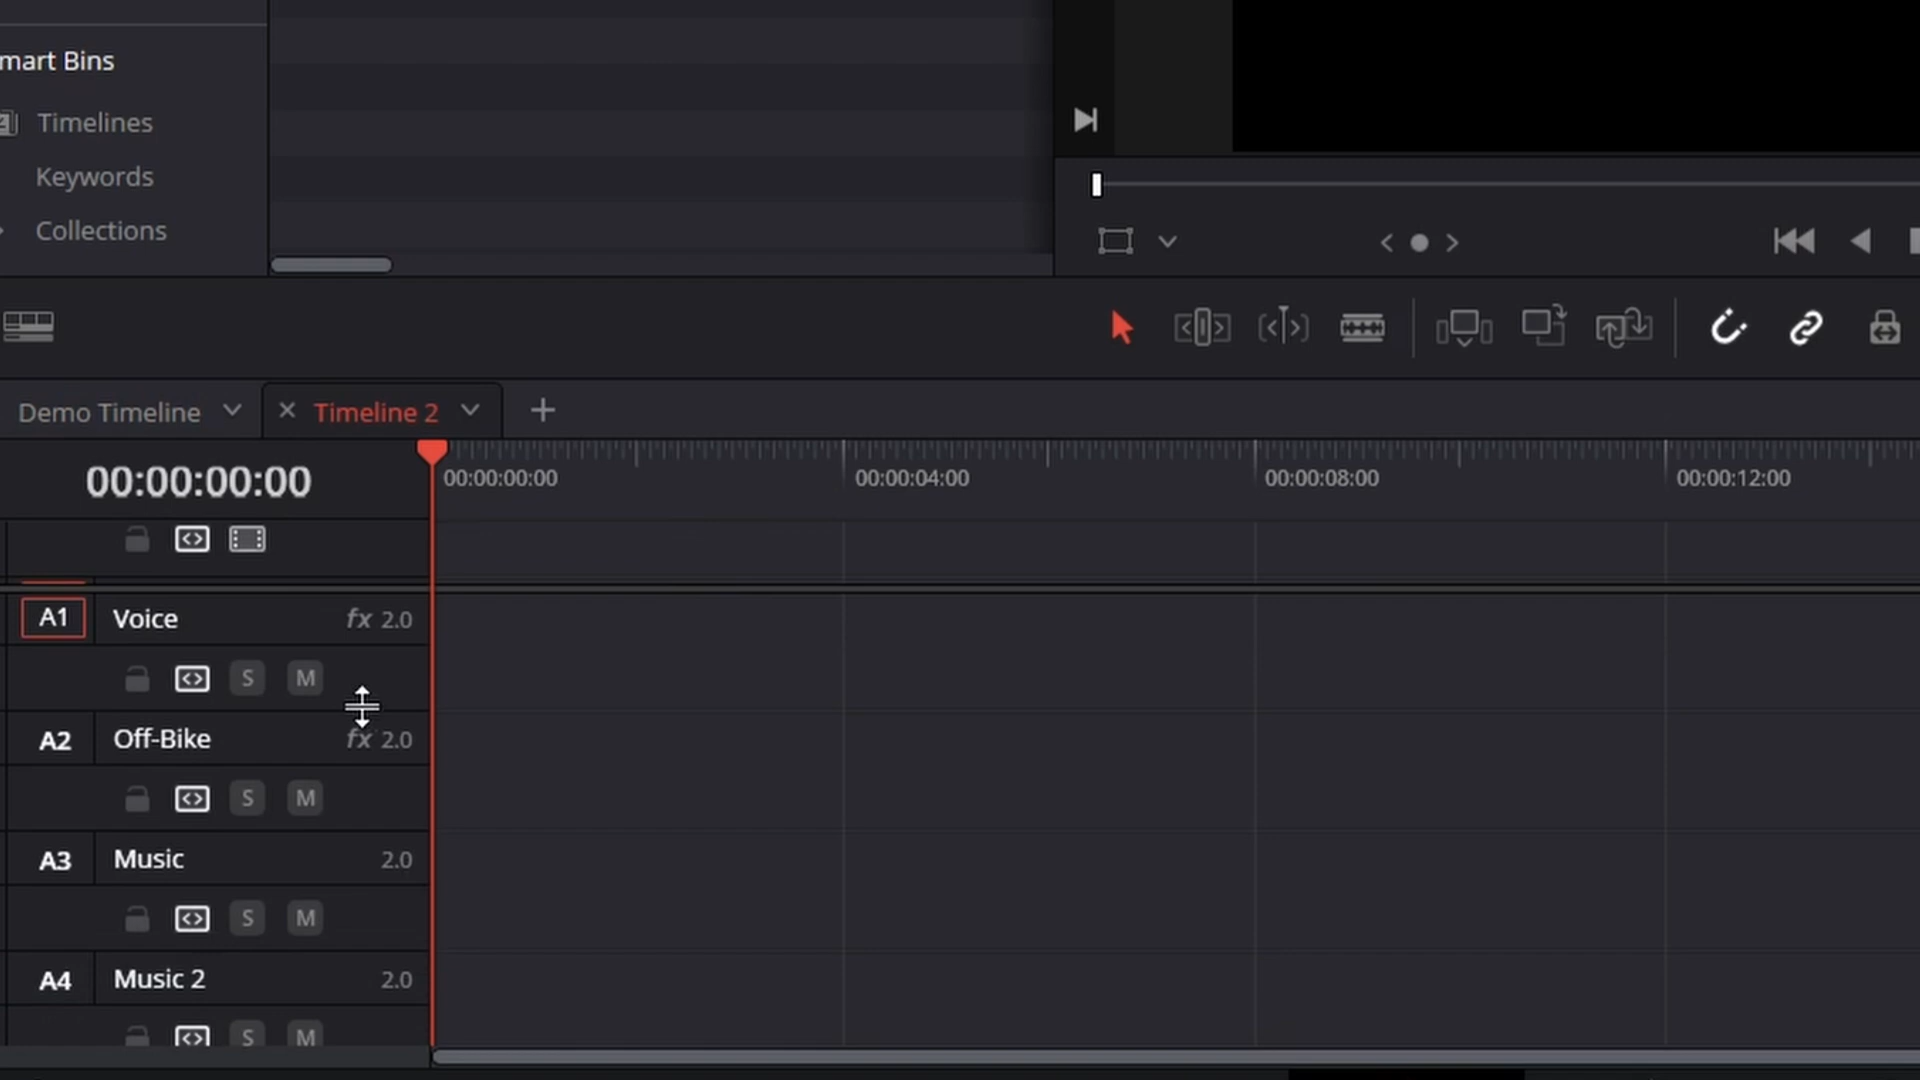 mart Bins
Timelines
Keywords
Collections
Demo Timeline
Timeline 2
00:00:00:00
00:00:00:00
00:00:04:00
00:00:08:00
00:00:12:00
A1 Voice fx 2.0
S M
A2 Off-Bike fx 2.0
S M
A3 Music 2.0
S M
A4 Music 2 2.0
S M